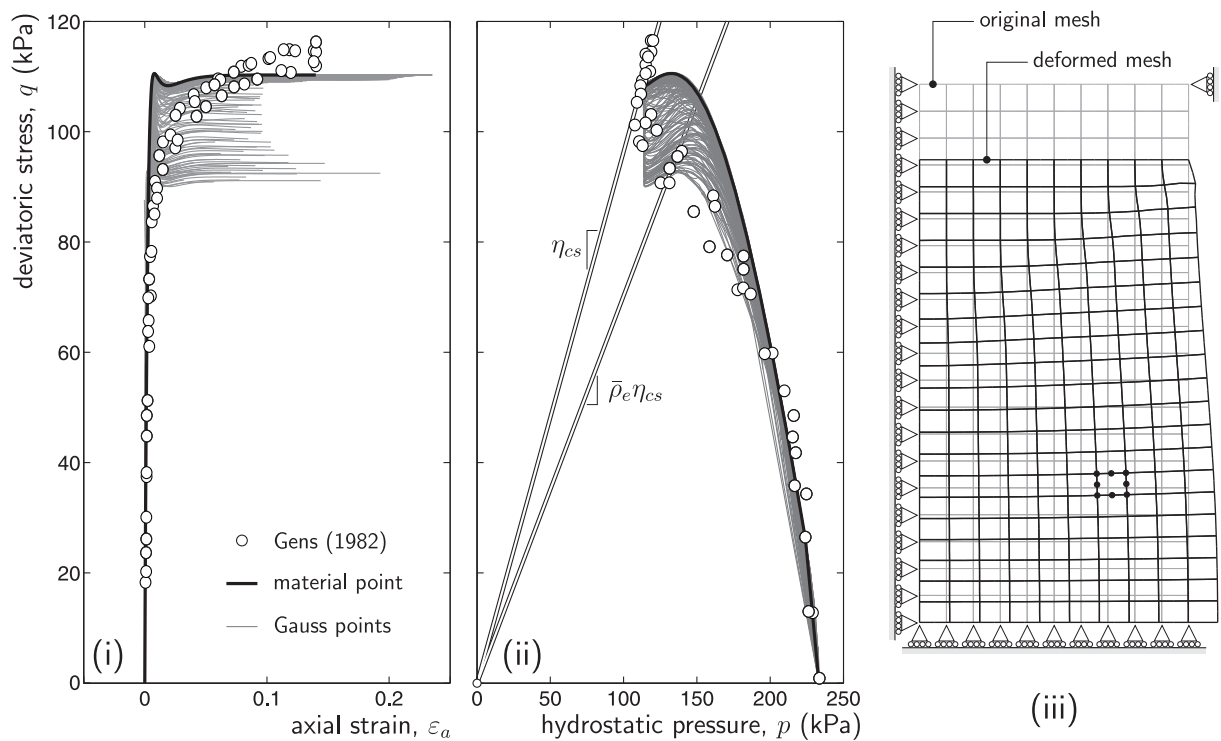 120
100
80
60
40
20
0
deviatoric stress, q (kPa)
Gens (1982)
material point
Gauss points
(i)
0
0.1
0.2
axial strain, εₐ
η_cs
ρ̄ₑη_cs
(ii)
0
50
100
150
200
250
hydrostatic pressure, p (kPa)
original mesh
deformed mesh
(iii)